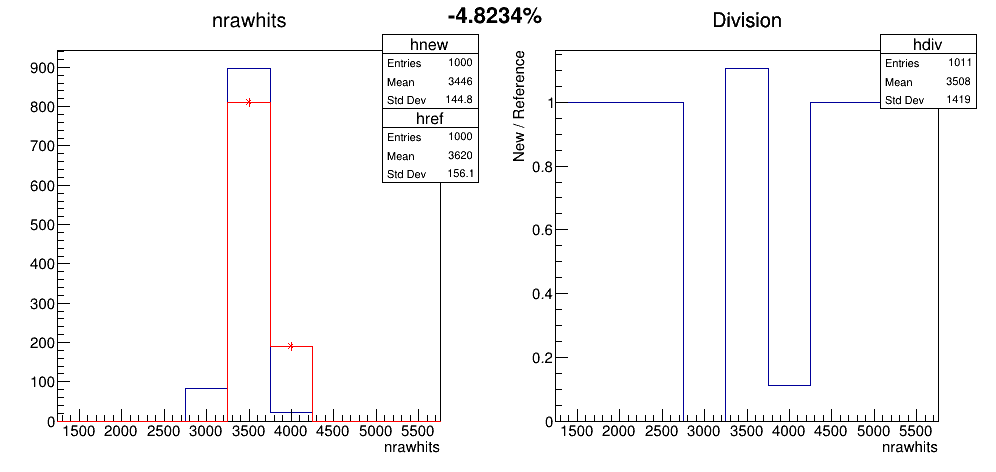 -4.8234%
nrawhits
hnew
Entries 1000
Mean 3446
Std Dev 144.8
href
Entries 1000
Mean 3620
Std Dev 156.1
900
800
700
600
500
400
300
200
100
0
1500 2000 2500 3000 3500 4000 4500 5000 5500
nrawhits
Division
hdiv
Entries 1011
Mean 3508
Std Dev 1419
New / Reference
1
0.8
0.6
0.4
0.2
0
1500 2000 2500 3000 3500 4000 4500 5000 5500
nrawhits